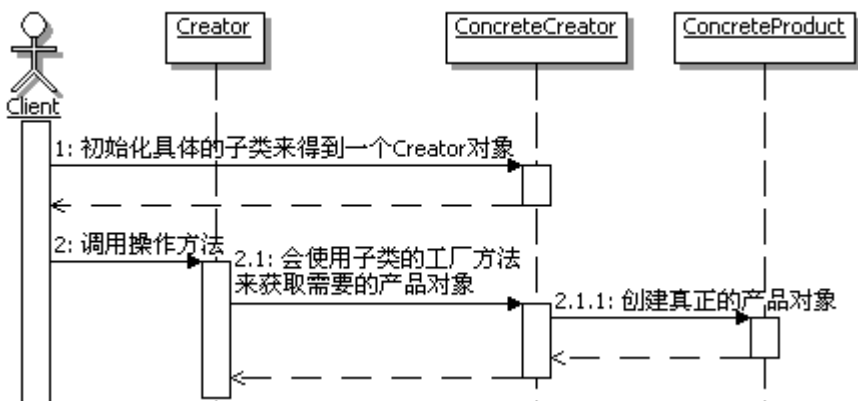 Creator
ConcreteCreator
ConcreteProduct
Client
1: 初始化具体的子类来得到一个Creator对象
2: 调用操作方法
2.1: 会使用子类的工厂方法
来获取需要的产品对象
2.1.1: 创建真正的产品对象